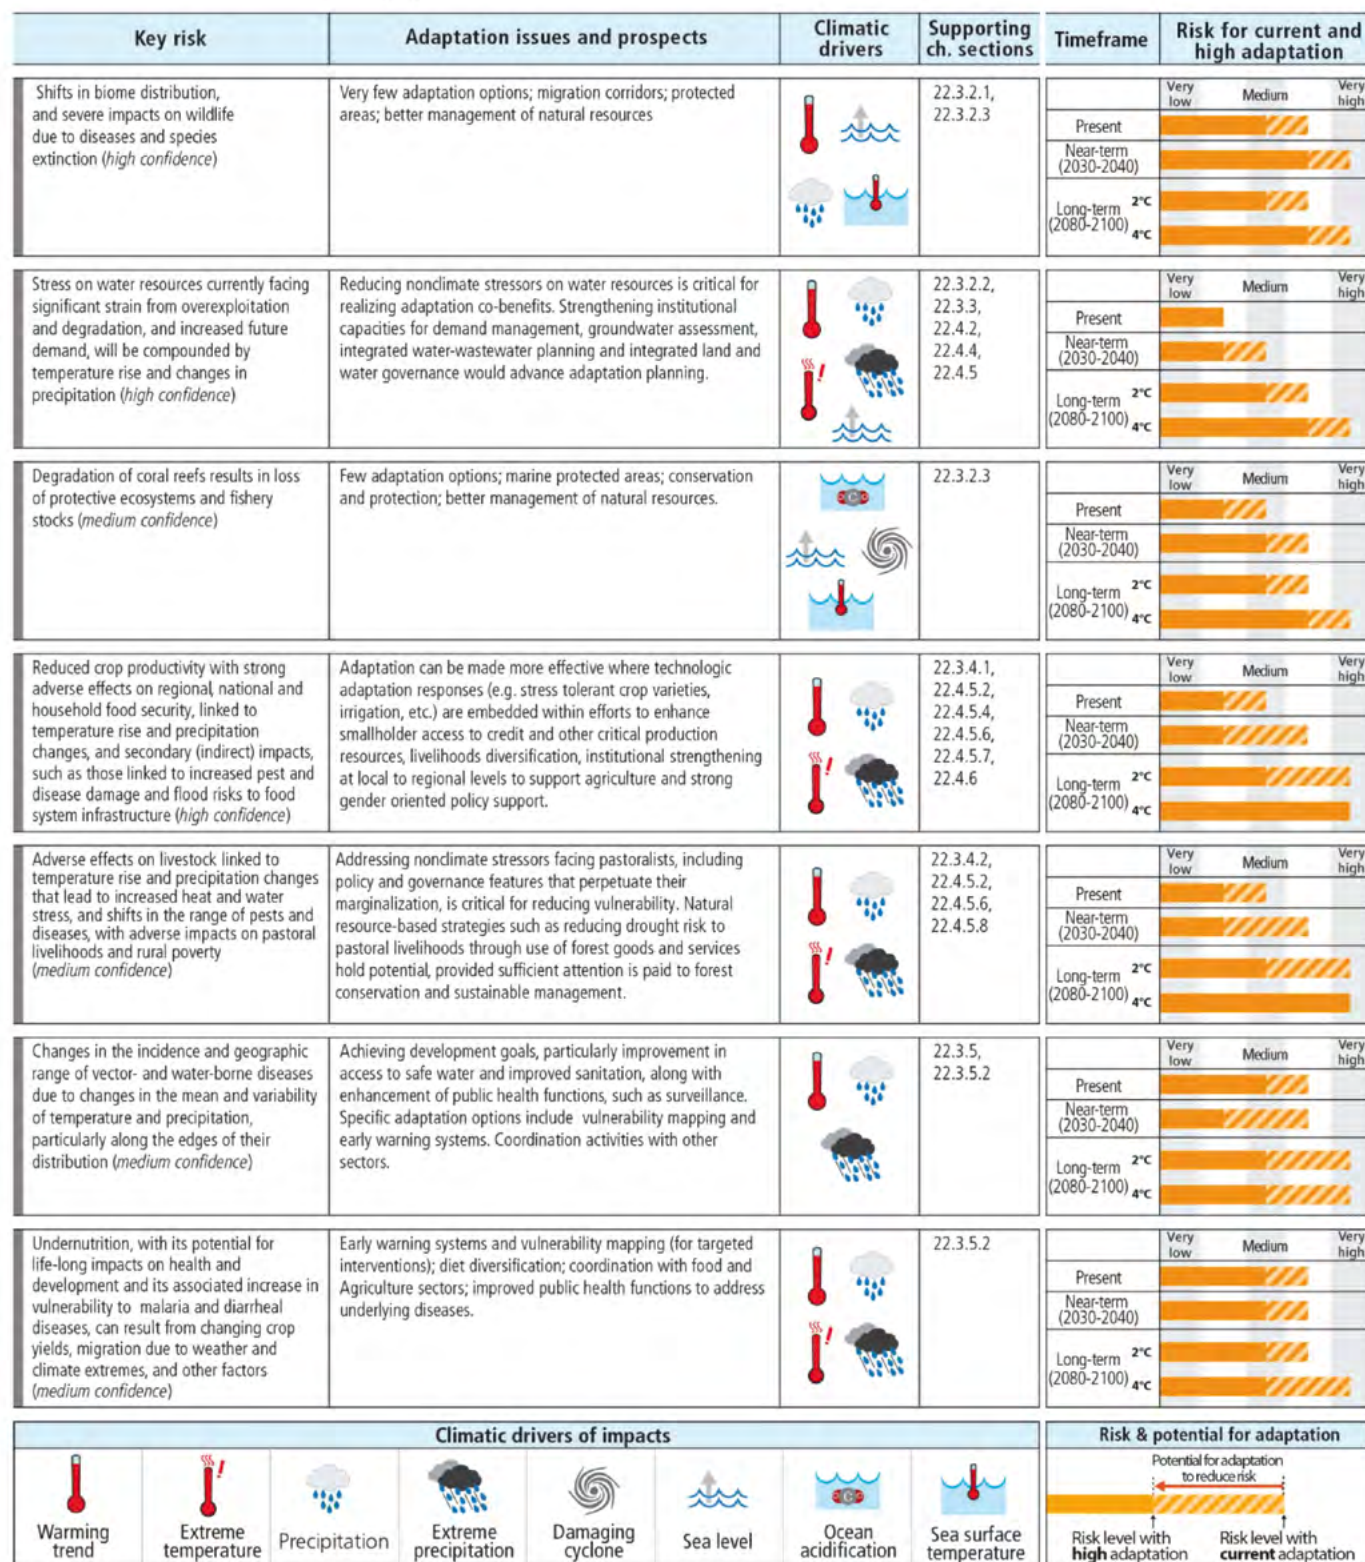 Key risk
Adaptation issues and prospects
Climatic
drivers
Supporting
ch. sections
Timeframe
Risk for current and
high adaptation
Shifts in biome distribution,
and severe impacts on wildlife
due to diseases and species
extinction (high confidence)
Very few adaptation options; migration corridors; protected
areas; better management of natural resources
22.3.2.1,
22.3.2.3
Very
low
Medium
Very
high
Present
Near-term
(2030-2040)
Long-term
(2080-2100)
2°C
4°C
Stress on water resources currently facing
significant strain from overexploitation
and degradation, and increased future
demand, will be compounded by
temperature rise and changes in
precipitation (high confidence)
Reducing nonclimate stressors on water resources is critical for
realizing adaptation co-benefits. Strengthening institutional
capacities for demand management, groundwater assessment,
integrated water-wastewater planning and integrated land and
water governance would advance adaptation planning.
22.3.2.2,
22.3.3,
22.4.2,
22.4.4,
22.4.5
Very
low
Medium
Very
high
Present
Near-term
(2030-2040)
Long-term
(2080-2100)
2°C
4°C
Degradation of coral reefs results in loss
of protective ecosystems and fishery
stocks (medium confidence)
Few adaptation options; marine protected areas; conservation
and protection; better management of natural resources.
22.3.2.3
Very
low
Medium
Very
high
Present
Near-term
(2030-2040)
Long-term
(2080-2100)
2°C
4°C
Reduced crop productivity with strong
adverse effects on regional, national and
household food security, linked to
temperature rise and precipitation
changes, and secondary (indirect) impacts,
such as those linked to increased pest and
disease damage and flood risks to food
system infrastructure (high confidence)
Adaptation can be made more effective where technologic
adaptation responses (e.g. stress tolerant crop varieties,
irrigation, etc.) are embedded within efforts to enhance
smallholder access to credit and other critical production
resources, livelihoods diversification, institutional strengthening
at local to regional levels to support agriculture and strong
gender oriented policy support.
22.3.4.1,
22.4.5.2,
22.4.5.4,
22.4.5.6,
22.4.5.7,
22.4.6
Very
low
Medium
Very
high
Present
Near-term
(2030-2040)
Long-term
(2080-2100)
2°C
4°C
Adverse effects on livestock linked to
temperature rise and precipitation changes
that lead to increased heat and water
stress, and shifts in the range of pests and
diseases, with adverse impacts on pastoral
livelihoods and rural poverty
(medium confidence)
Addressing nonclimate stressors facing pastoralists, including
policy and governance features that perpetuate their
marginalization, is critical for reducing vulnerability. Natural
resource-based strategies such as reducing drought risk to
pastoral livelihoods through use of forest goods and services
hold potential, provided sufficient attention is paid to forest
conservation and sustainable management.
22.3.4.2,
22.4.5.2,
22.4.5.6,
22.4.5.8
Very
low
Medium
Very
high
Present
Near-term
(2030-2040)
Long-term
(2080-2100)
2°C
4°C
Changes in the incidence and geographic
range of vector- and water-borne diseases
due to changes in the mean and variability
of temperature and precipitation,
particularly along the edges of their
distribution (medium confidence)
Achieving development goals, particularly improvement in
access to safe water and improved sanitation, along with
enhancement of public health functions, such as surveillance.
Specific adaptation options include vulnerability mapping and
early warning systems. Coordination activities with other
sectors.
22.3.5,
22.3.5.2
Very
low
Medium
Very
high
Present
Near-term
(2030-2040)
Long-term
(2080-2100)
2°C
4°C
Undernutrition, with its potential for
life-long impacts on health and
development and its associated increase in
vulnerability to malaria and diarrheal
diseases, can result from changing crop
yields, migration due to weather and
climate extremes, and other factors
(medium confidence)
Early warning systems and vulnerability mapping (for targeted
interventions); diet diversification; coordination with food and
Agriculture sectors; improved public health functions to address
underlying diseases.
22.3.5.2
Very
low
Medium
Very
high
Present
Near-term
(2030-2040)
Long-term
(2080-2100)
2°C
4°C
Climatic drivers of impacts
Warming
trend
Extreme
temperature
Precipitation
Extreme
precipitation
Damaging
cyclone
Sea level
Ocean
acidification
Sea surface
temperature
Risk & potential for adaptation
Potential for adaptation
to reduce risk
Risk level with
high adaptation
Risk level with
current adaptation